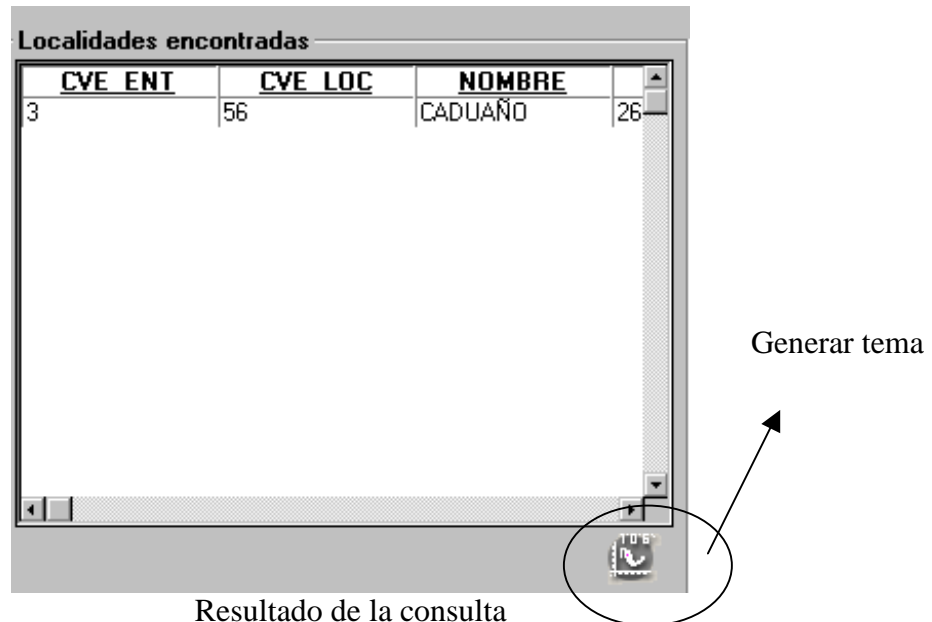 Localidades encontradas
CVE_ENT CVE_LOC NOMBRE
3 56 CADUAÑO 26
Generar tema
Resultado de la consulta